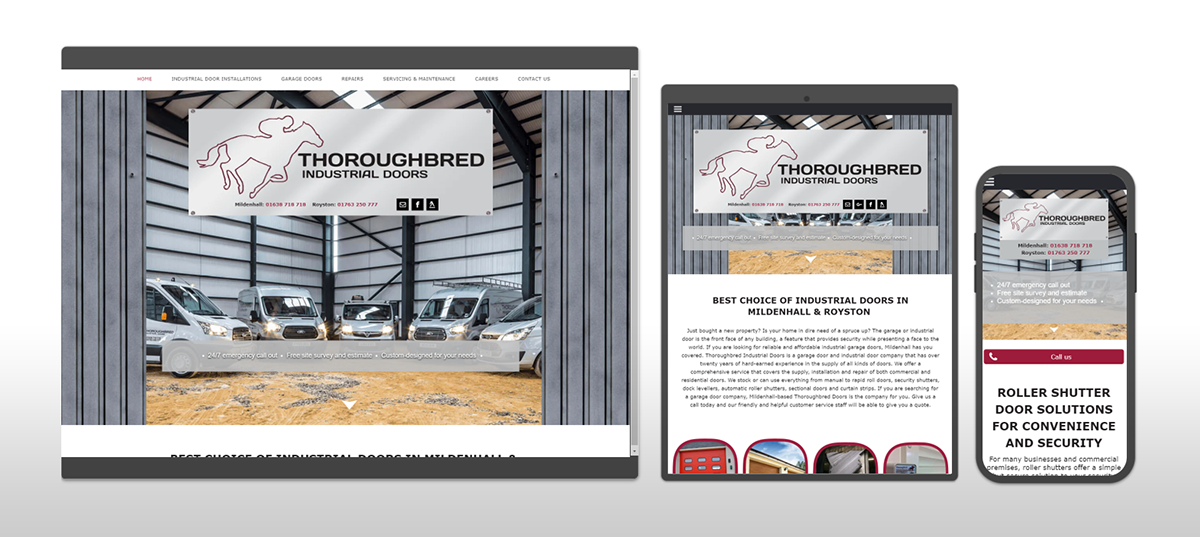 HOME INDUSTRIAL DOOR INSTALLATIONS GARAGE DOORS REPAIRS SERVICING & MAINTENANCE CAREERS CONTACT US
THOROUGHBRED
INDUSTRIAL DOORS
Mildenhall: 01638 718 718 Royston: 01763 250 777
THOROUGHBRED
24/7 emergency call out Free site survey and estimate Custom-designed for your needs
BEST CHOICE OF INDUSTRIAL DOORS IN MILDENHALL &
THOROUGHBRED
INDUSTRIAL DOORS
Mildenhall: 01638 718 718 Royston: 01763 250 777
24/7 emergency call out Free site survey and estimate Custom-designed for your needs
BEST CHOICE OF INDUSTRIAL DOORS IN
MILDENHALL & ROYSTON
Just bought a new property? Is your home in dire need of a spruce up? The garage or industrial
door is the front face of any building, a feature that provides security while presenting a face to the
world. If you are looking for reliable and affordable industrial garage doors, Mildenhall has you
covered. Thoroughbred Industrial Doors is a garage door and industrial door company that has over
twenty years of hard-earned experience in the supply of all kinds of doors. We offer a
comprehensive service that covers the supply, installation and repair of both commercial and
residential doors. We stock or can use everything from manual to rapid roll doors, security shutters,
dock levellers, automatic roller shutters, sectional doors and curtain strips. If you are searching for
a garage door company, Mildenhall-based Thoroughbred Doors is the company for you. Give us a
call today and our friendly and helpful customer service staff will be able to give you a quote.
THOROUGHBRED
INDUSTRIAL DOORS
Mildenhall: 01638 718 718
Royston: 01763 250 777
24/7 emergency call out
Free site survey and estimate
Custom-designed for your needs
Call us
ROLLER SHUTTER
DOOR SOLUTIONS
FOR CONVENIENCE
AND SECURITY
For many businesses and commercial
premises, roller shutters offer a simple